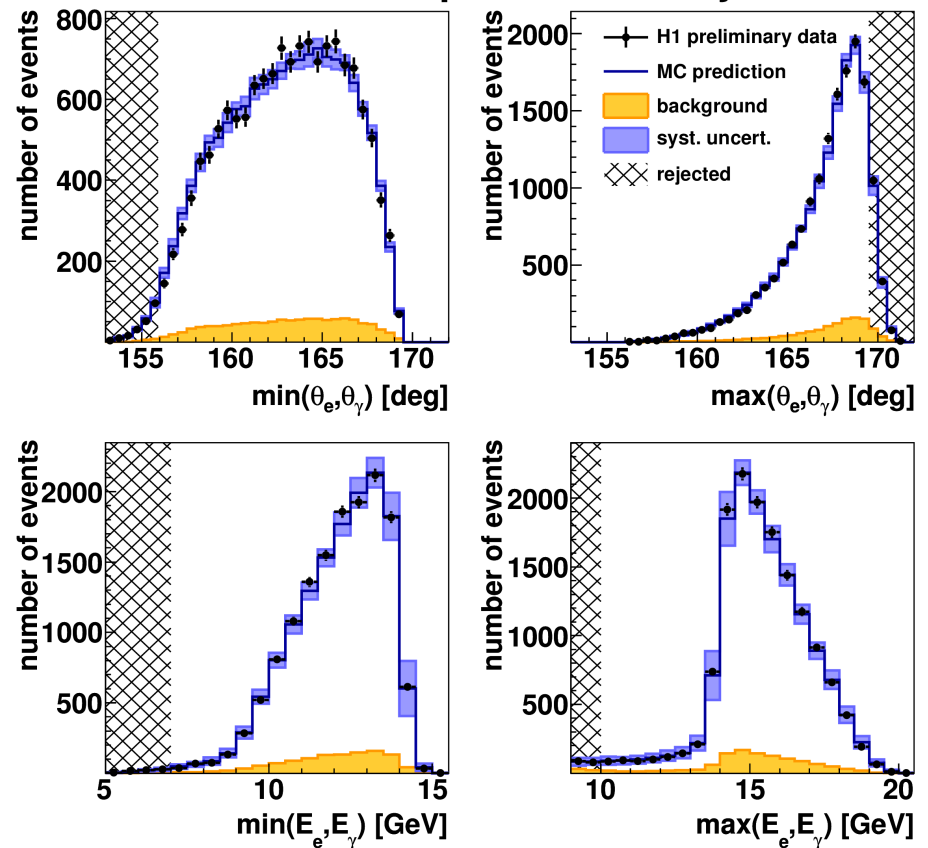 800
600
400
200
number of events
155
160
165
170
min(θe,θγ) [deg]
2000
1500
1000
500
number of events
H1 preliminary data
MC prediction
background
syst. uncert.
rejected
155
160
165
170
max(θe,θγ) [deg]
2000
1500
1000
500
number of events
5
10
15
min(Ee,Eγ) [GeV]
2000
1500
1000
500
number of events
10
15
20
max(Ee,Eγ) [GeV]